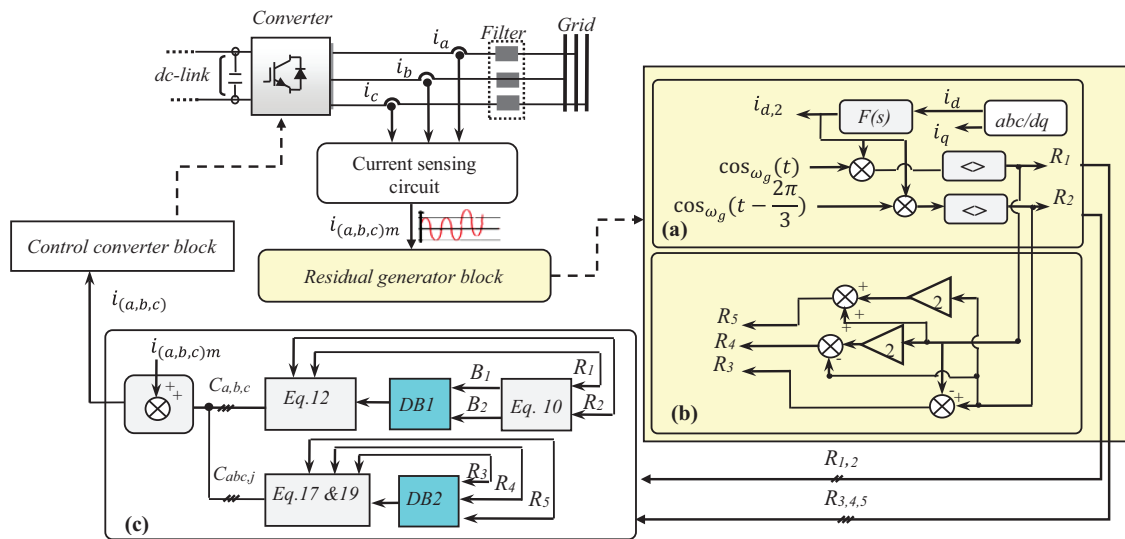 Converter
Filter
Grid
i_a
i_b
i_c
dc-link
Current sensing
circuit
i_(a,b,c)m
Residual generator block
Control converter block
i_(a,b,c)
i_(a,b,c)m
+
+
C_a,b,c
Eq.12
DB1
B_1
B_2
Eq. 10
R_1
R_2
C_abc,j
Eq.17 &19
DB2
R_3
R_4
R_5
(c)
i_d,2
F(s)
i_d
i_q
abc/dq
cos_ω_g(t)
<>
R_1
cos_ω_g(t − 2π/3)
<>
R_2
(a)
+
+
2
R_5
+
-
2
R_4
R_3
-
+
(b)
R_1,2
R_3,4,5